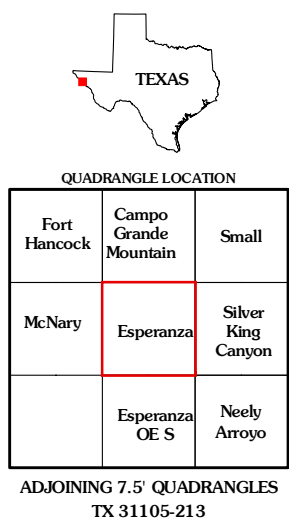 TEXAS
QUADRANGLE LOCATION
Fort
Hancock
Campo
Grande
Mountain
Small
McNary
Esperanza
Silver
King
Canyon
Esperanza
OE S
Neely
Arroyo
ADJOINING 7.5' QUADRANGLES
TX 31105-213